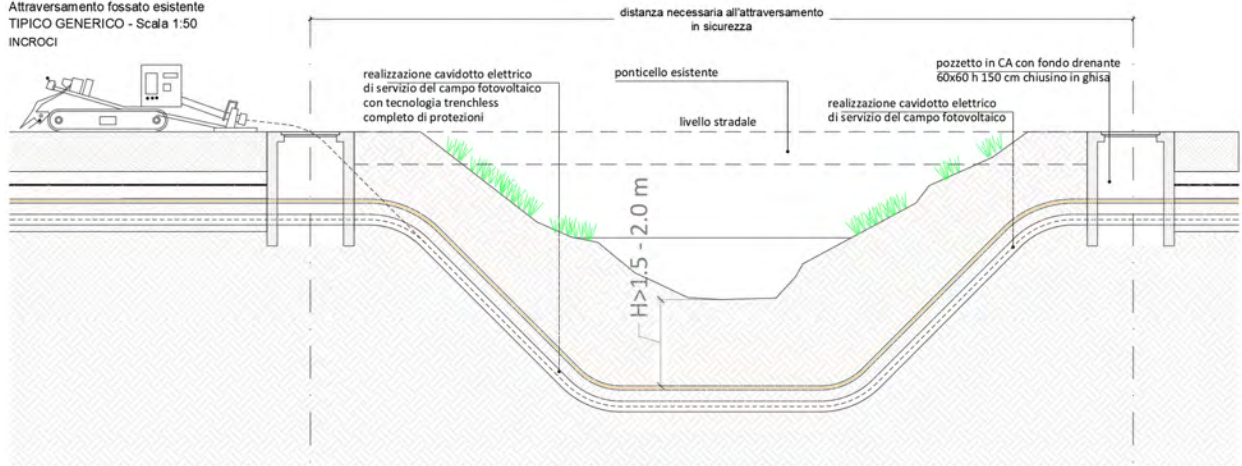 Attraversamento fossato esistente
TIPICO GENERICO - Scala 1:50
INCROCI
distanza necessaria all'attraversamento
in sicurezza
realizzazione cavidotto elettrico
di servizio del campo fotovoltaico
con tecnologia trenchless
completo di protezioni
ponticello esistente
livello stradale
pozzetto in CA con fondo drenante
60x60 h 150 cm chiusino in ghisa
realizzazione cavidotto elettrico
di servizio del campo fotovoltaico
H>1.5 - 2.0 m